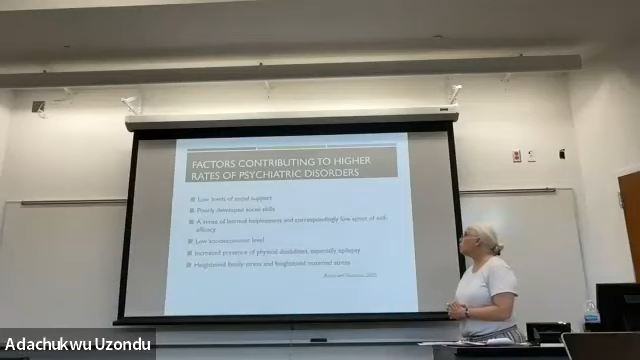 FACTORS CONTRIBUTING TO HIGHER
RATES OF PSYCHIATRIC DISORDERS
Low levels of social support
Poorly developed social skills
A sense of learned helplessness and correspondingly low sense of self-
efficacy
Low socioeconomic level
Increased presence of physical disabilities, especially epilepsy
Heightened family stress and heightened maternal stress
Adachukwu Uzondu